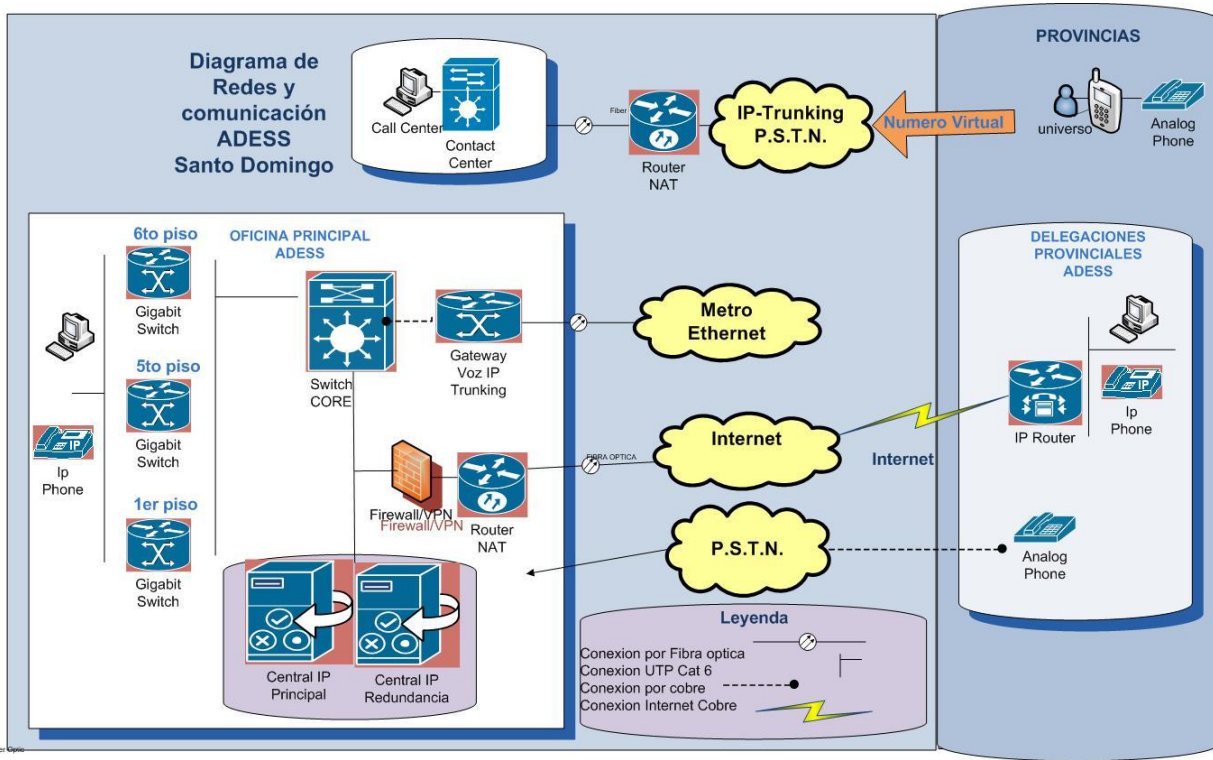 Diagrama de
Redes y
comunicación
ADESS
Santo Domingo
Call Center
Contact
Center
Fiber
Router
NAT
IP-Trunking
P.S.T.N.
Numero Virtual
PROVINCIAS
universo
Analog
Phone
OFICINA PRINCIPAL
ADESS
6to piso
Gigabit
Switch
5to piso
Gigabit
Switch
1er piso
Gigabit
Switch
IP
Ip
Phone
Switch
CORE
Gateway
Voz IP
Trunking
Metro
Ethernet
Firewall/VPN
Firewall/VPN
Router
NAT
FIBRA OPTICA
Internet
Internet
P.S.T.N.
Central IP
Principal
Central IP
Redundancia
DELEGACIONES
PROVINCIALES
ADESS
IP Router
IP
Ip
Phone
Analog
Phone
Leyenda
Conexion por Fibra optica
Conexion UTP Cat 6
Conexion por cobre
Conexion Internet Cobre
er Optic